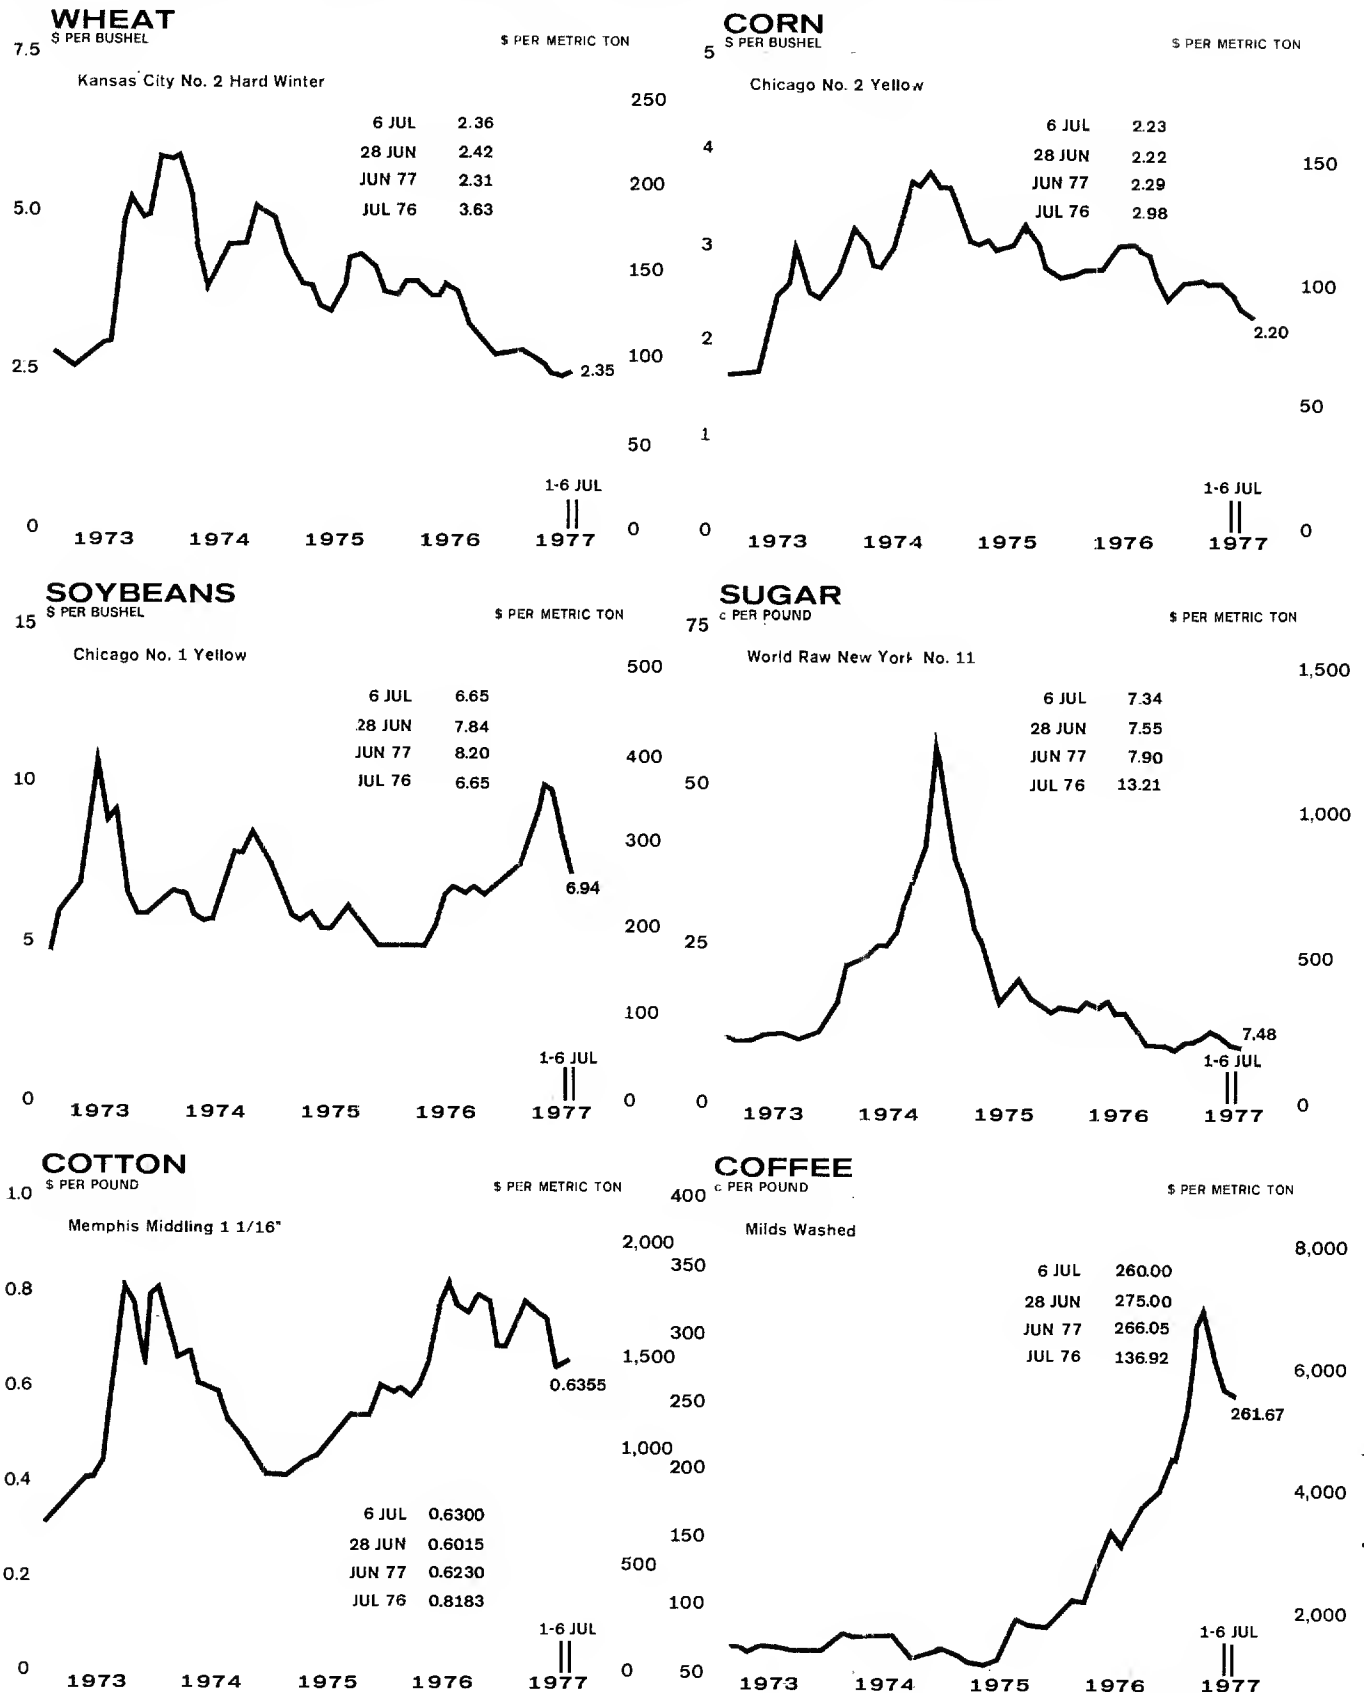 WHEAT
$ PER BUSHEL
$ PER METRIC TON
Kansas City No. 2 Hard Winter
7.5
5.0
2.5
0
250
200
150
100
50
0
6 JUL 2.36
28 JUN 2.42
JUN 77 2.31
JUL 76 3.63
2.35
1-6 JUL
1973 1974 1975 1976 1977
CORN
$ PER BUSHEL
$ PER METRIC TON
Chicago No. 2 Yellow
5
4
3
2
1
0
150
100
50
0
6 JUL 2.23
28 JUN 2.22
JUN 77 2.29
JUL 76 2.98
2.20
1-6 JUL
1973 1974 1975 1976 1977
SOYBEANS
$ PER BUSHEL
$ PER METRIC TON
Chicago No. 1 Yellow
15
10
5
0
500
400
300
200
100
0
6 JUL 6.65
28 JUN 7.84
JUN 77 8.20
JUL 76 6.65
6.94
1-6 JUL
1973 1974 1975 1976 1977
SUGAR
c PER POUND
$ PER METRIC TON
World Raw New York No. 11
75
50
25
0
1,500
1,000
500
0
6 JUL 7.34
28 JUN 7.55
JUN 77 7.90
JUL 76 13.21
7.48
1-6 JUL
1973 1974 1975 1976 1977
COTTON
$ PER POUND
$ PER METRIC TON
Memphis Middling 1 1/16"
1.0
0.8
0.6
0.4
0.2
0
2,000
1,500
1,000
500
0
0.6355
6 JUL 0.6300
28 JUN 0.6015
JUN 77 0.6230
JUL 76 0.8183
1-6 JUL
1973 1974 1975 1976 1977
COFFEE
c PER POUND
$ PER METRIC TON
Milds Washed
400
350
300
250
200
150
100
50
8,000
6,000
4,000
2,000
6 JUL 260.00
28 JUN 275.00
JUN 77 266.05
JUL 76 136.92
261.67
1-6 JUL
1973 1974 1975 1976 1977